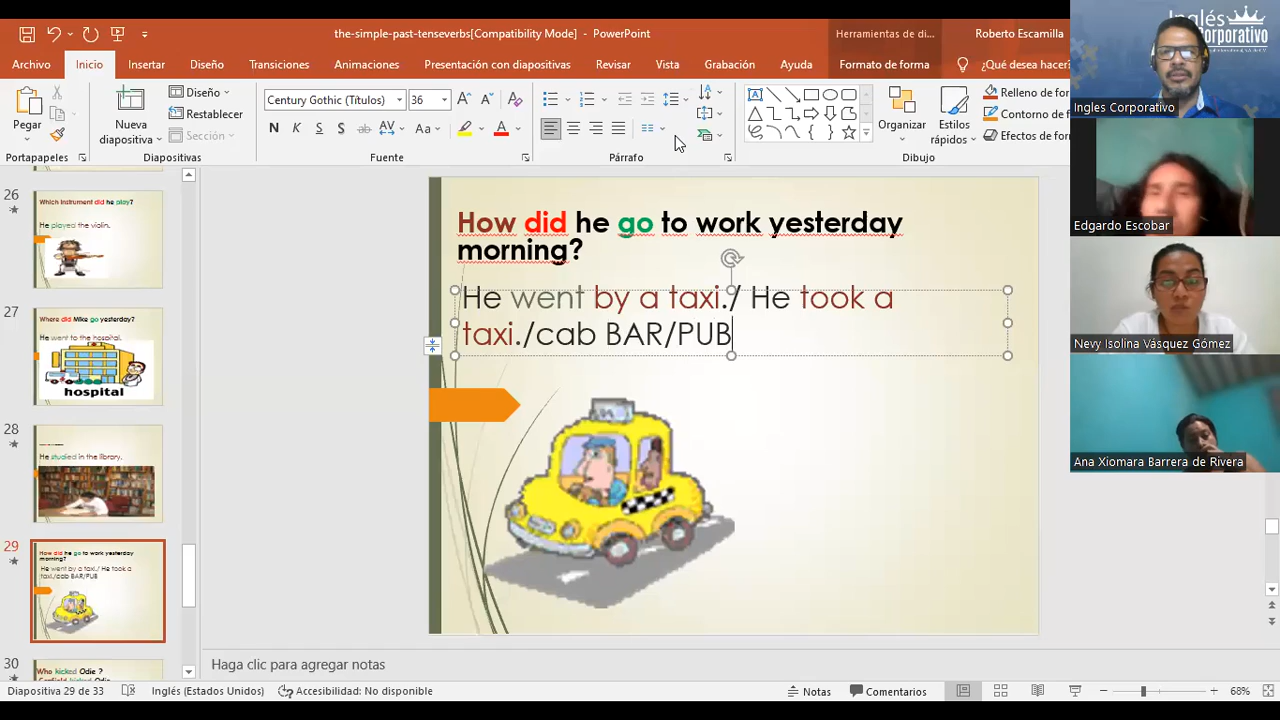 the-simple-past-tenseverbs[Compatibility Mode] - PowerPoint
Herramientas de di...
Roberto Escamilla
Archivo
Inicio
Insertar
Diseño
Transiciones
Animaciones
Presentación con diapositivas
Revisar
Vista
Grabación
Ayuda
Formato de forma
¿Qué desea hacer?
Pegar
Nueva
diapositiva
Diseño
Restablecer
Sección
Century Gothic (Títulos)
36
N K S S ab AV Aa A
Organizar
Estilos
rápidos
Relleno de for
Contorno de f
Efectos de for
Portapapeles
Diapositivas
Fuente
Párrafo
Dibujo
26
Which Instrument did he play?
He played the violin.
27
Where did Mike go yesterday?
He went to the hospital.
hospital
28
He studied in the library.
29
How did he go to work yesterday
morning?
He went by a taxi./ He took a
taxi./cab BAR/PUB
30
Who kicked Odie ?
How did he go to work yesterday
morning?
He went by a taxi./ He took a
taxi./cab BAR/PUB
Haga clic para agregar notas
Diapositiva 29 de 33
Inglés (Estados Unidos)
Accesibilidad: No disponible
Notas
Comentarios
68%
Inglés
Corporativo
Ingles Corporativo
Edgardo Escobar
Nevy Isolina Vásquez Gómez
Ana Xiomara Barrera de Rivera